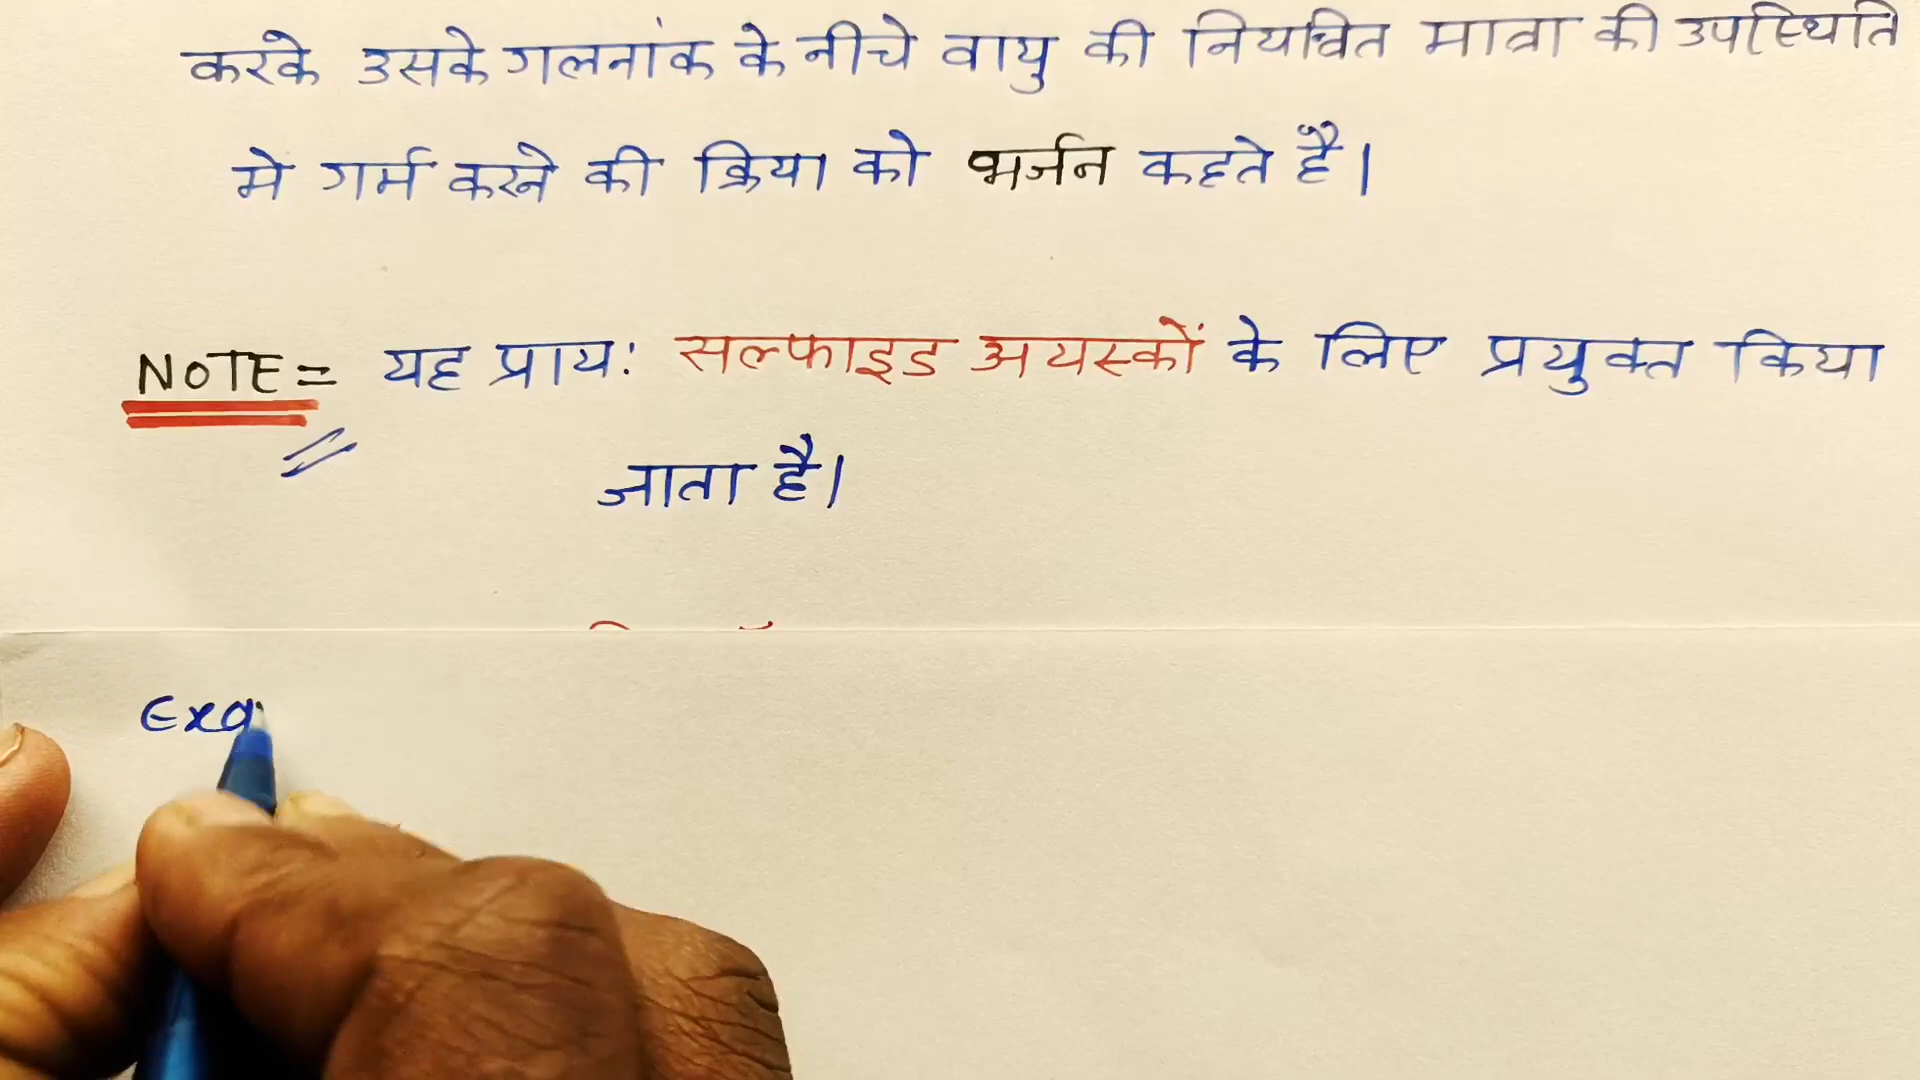 करके उसके गलनांक के नीचे वायु की नियंत्रित मात्रा की उपस्थिति
मे गर्म करने की क्रिया को भर्जन कहते है।
NOTE= यह प्राय: सल्फाइड अयस्कों के लिए प्रयुक्त किया
जाता है।
Exa